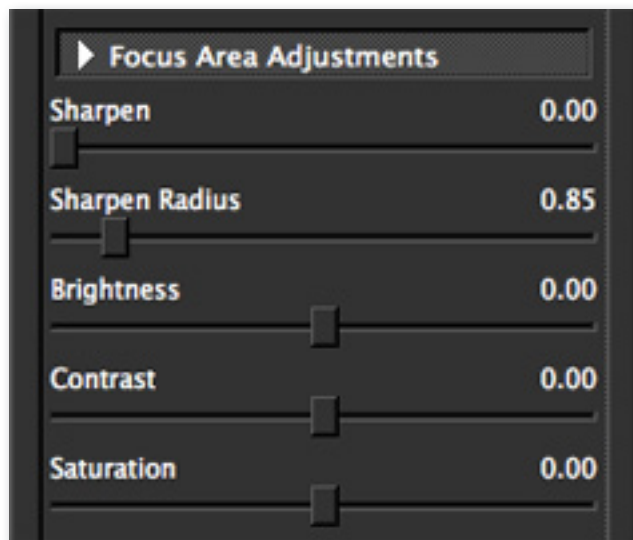 Focus Area Adjustments
Sharpen 0.00
Sharpen Radius 0.85
Brightness 0.00
Contrast 0.00
Saturation 0.00